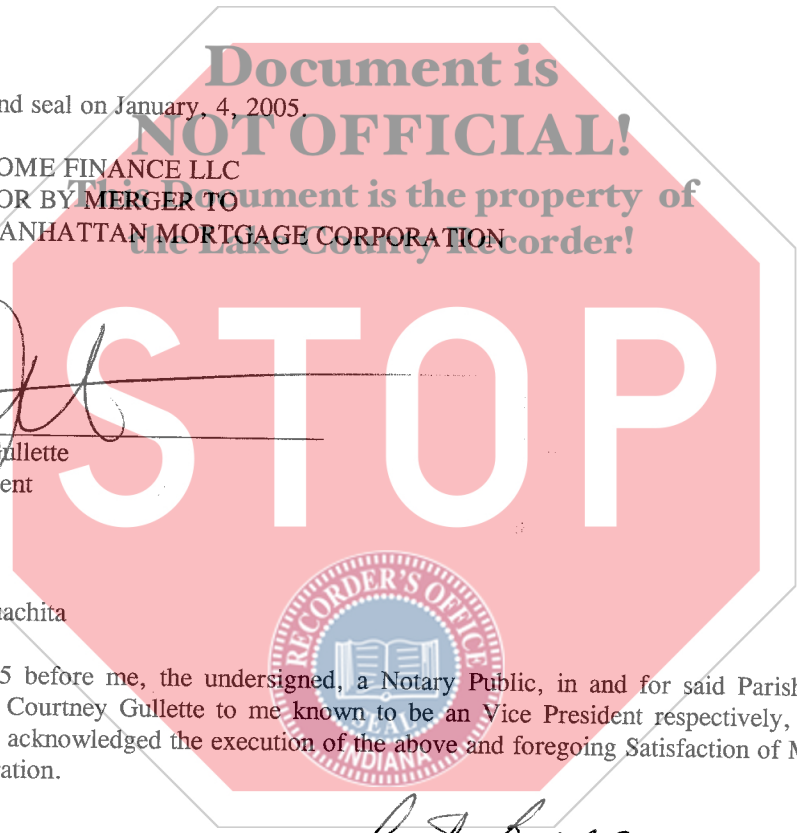 Document is
nd seal on January, 4, 2005.
NOT OFFICIAL!
OME FINANCE LLC
This Document is the property of
OR BY MERGER TO
ANHATTAN MORTGAGE CORPORATION
the Lake County Recorder!
STOP
ullette
ent
achita
RECORDER'S OFFICE
SEAL
INDIANA
5 before me, the undersigned, a Notary Public, in and for said Parish
Courtney Gullette to me known to be an Vice President respectively,
acknowledged the execution of the above and foregoing Satisfaction of M
ation.